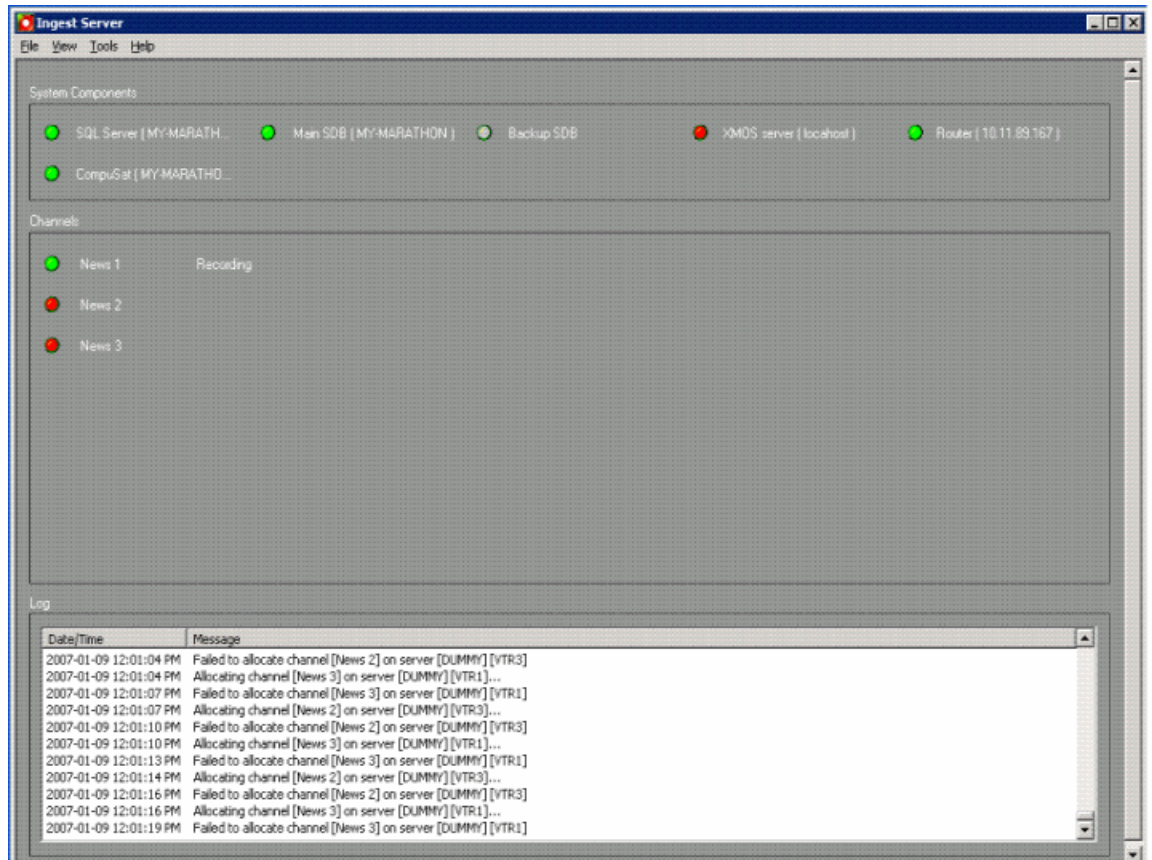 Ingest Server
File View Tools Help
System Components
SQL Server ( MY-MARATH... Main SDB ( MY-MARATHON ) Backup SDB XMOS server ( locahost ) Router ( 10.11.89.167 )
CompuSat ( MY-MARATHO...
Channels
News 1 Recording
News 2
News 3
Log
Date/Time Message
2007-01-09 12:01:04 PM Failed to allocate channel [News 2] on server [DUMMY] [VTR3]
2007-01-09 12:01:04 PM Allocating channel [News 3] on server [DUMMY] [VTR1]...
2007-01-09 12:01:07 PM Failed to allocate channel [News 3] on server [DUMMY] [VTR1]
2007-01-09 12:01:07 PM Allocating channel [News 2] on server [DUMMY] [VTR3]...
2007-01-09 12:01:10 PM Failed to allocate channel [News 2] on server [DUMMY] [VTR3]
2007-01-09 12:01:10 PM Allocating channel [News 3] on server [DUMMY] [VTR1]...
2007-01-09 12:01:13 PM Failed to allocate channel [News 3] on server [DUMMY] [VTR1]
2007-01-09 12:01:14 PM Allocating channel [News 2] on server [DUMMY] [VTR3]...
2007-01-09 12:01:16 PM Failed to allocate channel [News 2] on server [DUMMY] [VTR3]
2007-01-09 12:01:16 PM Allocating channel [News 3] on server [DUMMY] [VTR1]...
2007-01-09 12:01:19 PM Failed to allocate channel [News 3] on server [DUMMY] [VTR1]